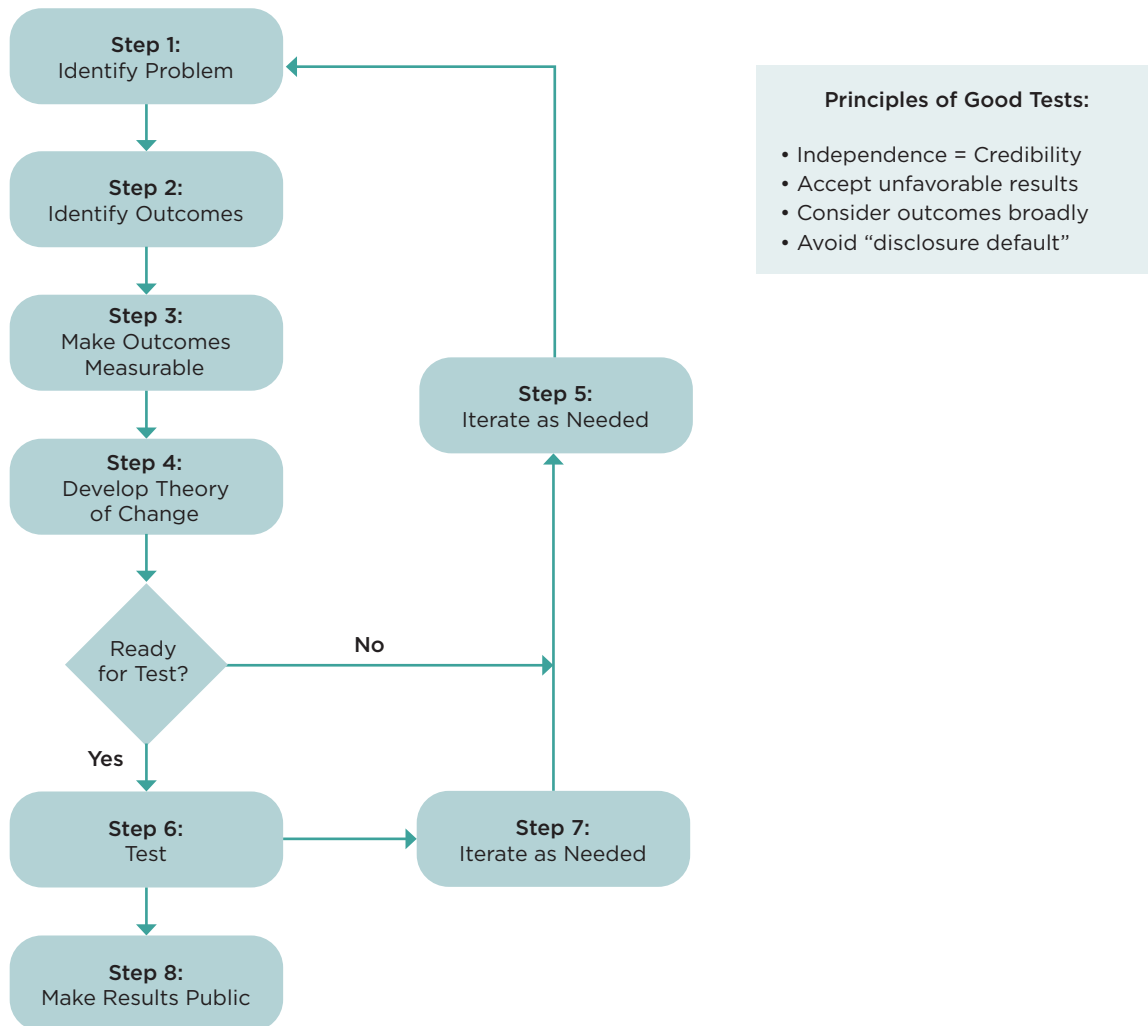 Step 1:
Identify Problem
Step 2:
Identify Outcomes
Step 3:
Make Outcomes
Measurable
Step 4:
Develop Theory
of Change
Ready
for Test?
No
Yes
Step 5:
Iterate as Needed
Step 6:
Test
Step 7:
Iterate as Needed
Step 8:
Make Results Public
Principles of Good Tests:
• Independence = Credibility
• Accept unfavorable results
• Consider outcomes broadly
• Avoid “disclosure default”